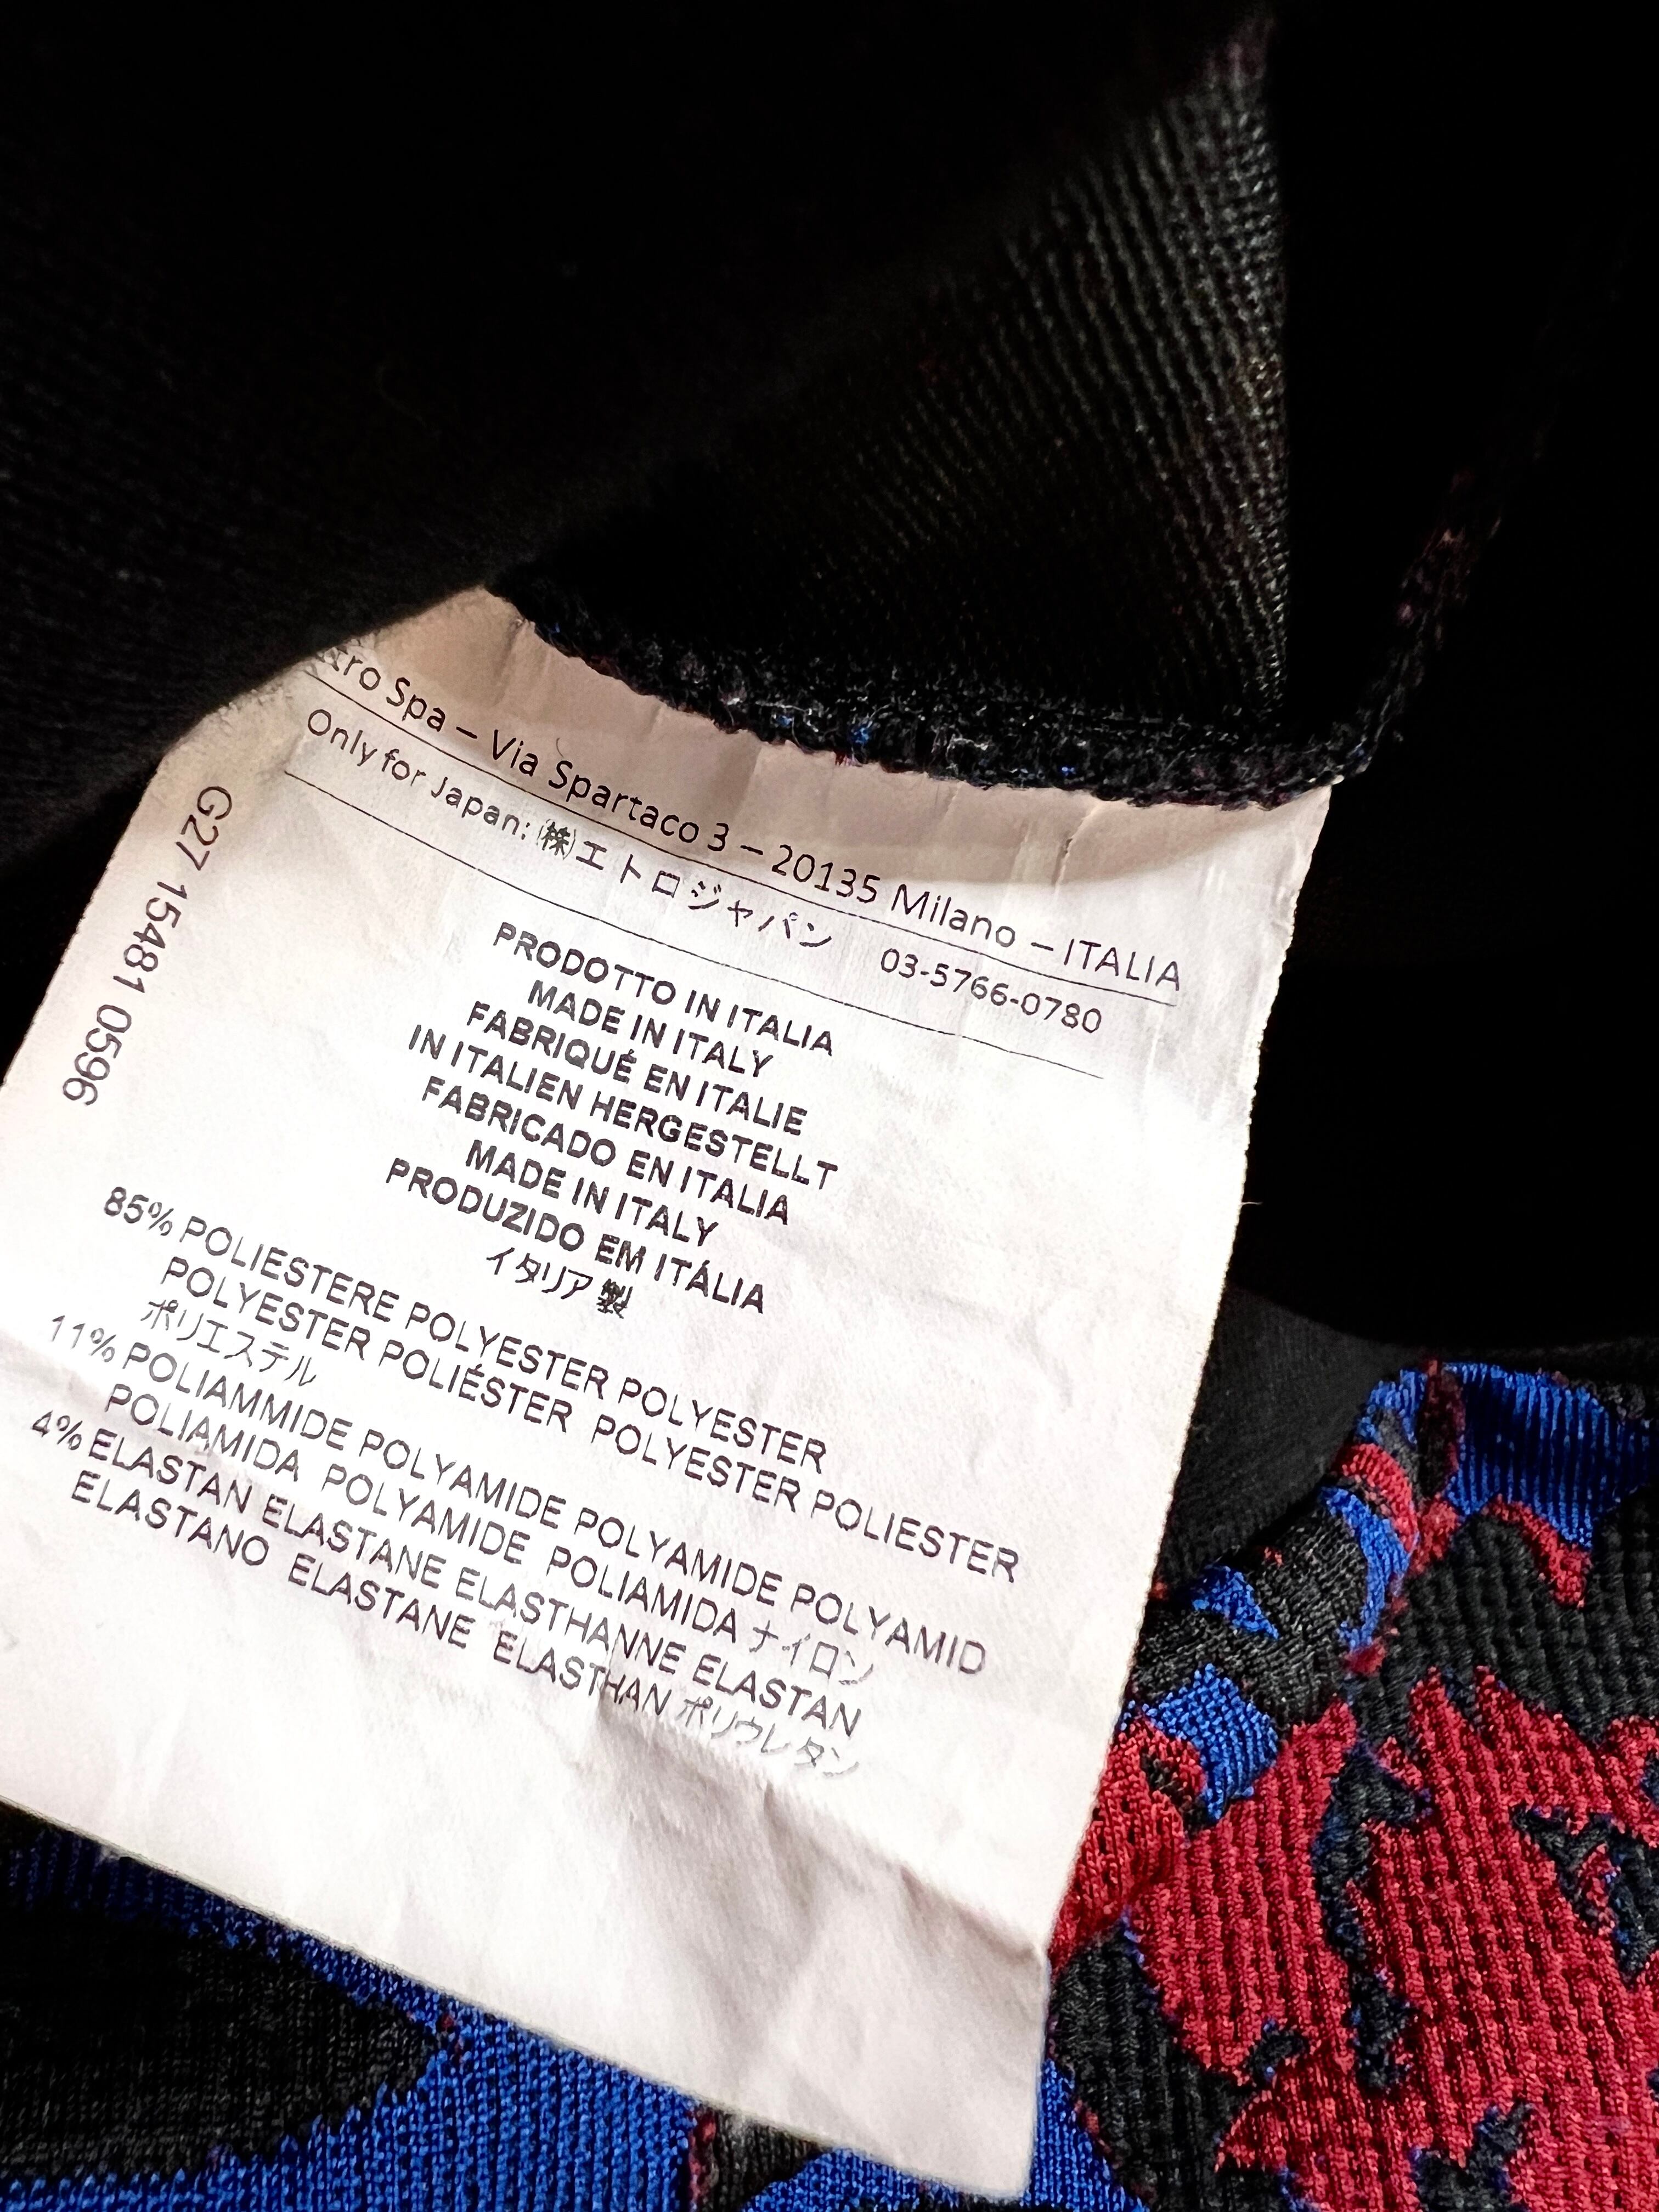 tro Spa – Via Spartaco 3 – 20135 Milano – ITALIA
Only for Japan: ㈱エトロジャパン 03-5766-0780
PRODOTTO IN ITALIA
MADE IN ITALY
FABRIQUÉ EN ITALIE
IN ITALIEN HERGESTELLT
FABRICADO EN ITALIA
MADE IN ITALY
PRODUZIDO EM ITÁLIA
イタリア製
85% POLIESTERE POLYESTER POLYESTER
POLYESTER POLIÉSTER POLYESTER POLIESTER
ポリエステル
11% POLIAMMIDE POLYAMIDE POLYAMIDE POLYAMID
POLIAMIDA POLYAMIDE POLIAMIDA ナイロン
4% ELASTAN ELASTANE ELASTHANNE ELASTAN
ELASTANO ELASTANE ELASTHAN ポリウレタン
G27 15481 0596